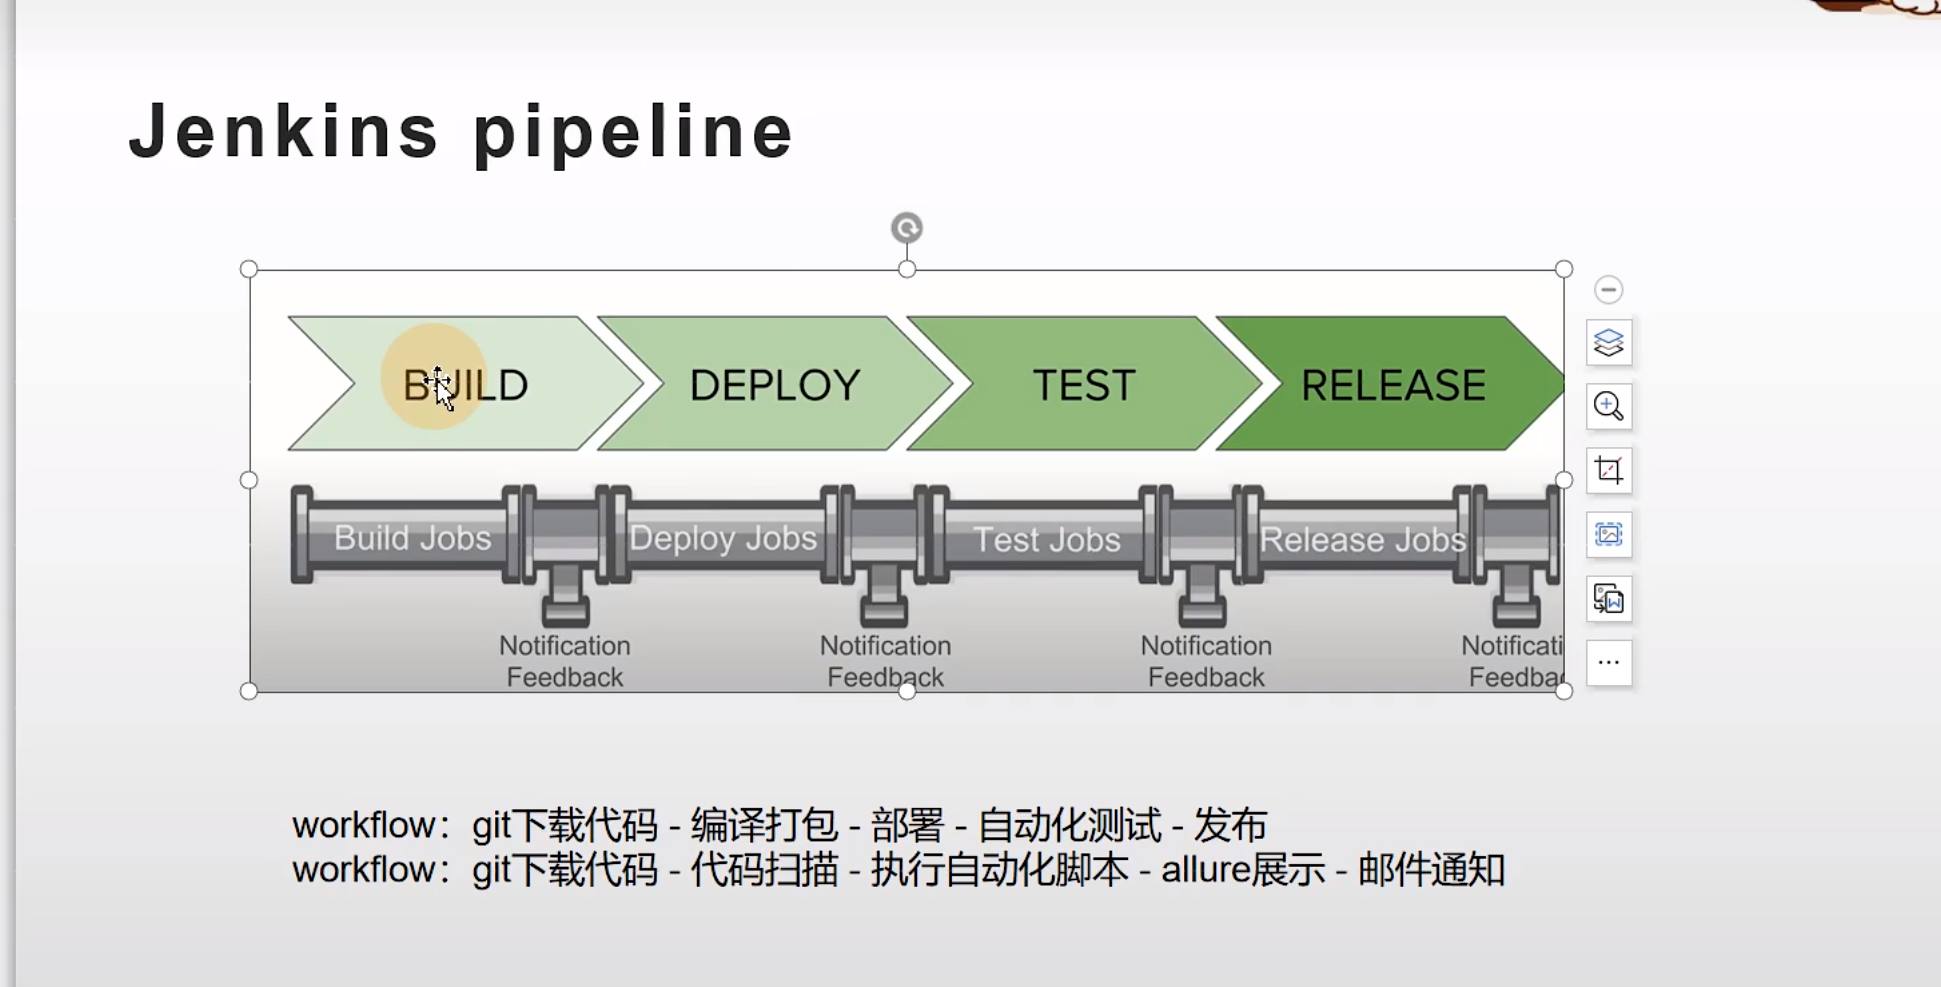 Jenkins pipeline
BUILD DEPLOY TEST RELEASE
Build Jobs Deploy Jobs Test Jobs Release Jobs
Notification Notification Notification Notificati
Feedback Feedback Feedback Feedba
workflow：git下载代码 - 编译打包 - 部署 - 自动化测试 - 发布
workflow：git下载代码 - 代码扫描 - 执行自动化脚本 - allure展示 - 邮件通知